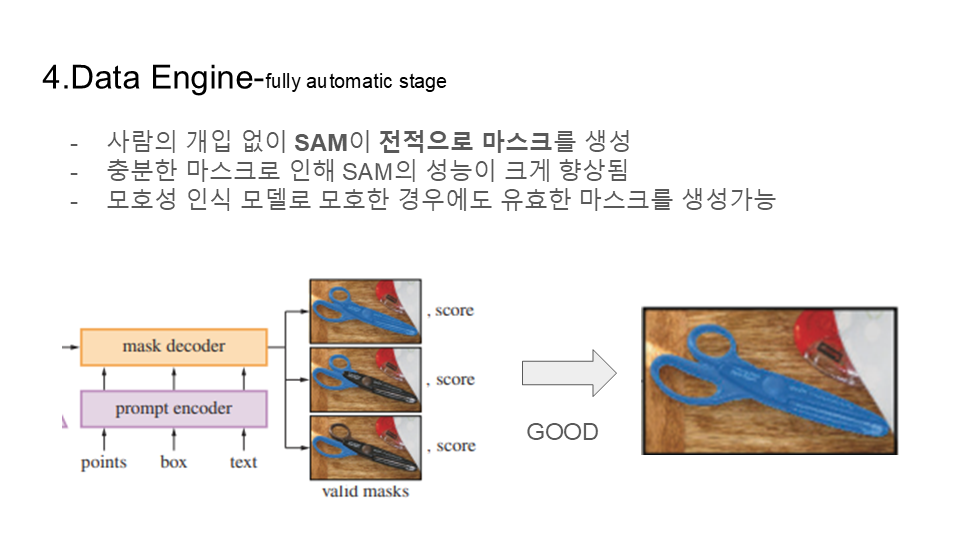 4.Data Engine-fully automatic stage
- 사람의 개입 없이 SAM이 전적으로 마스크를 생성
- 충분한 마스크로 인해 SAM의 성능이 크게 향상됨
- 모호성 인식 모델로 모호한 경우에도 유효한 마스크를 생성가능
, score
mask decoder
, score
prompt encoder
GOOD
, score
points box text
valid masks